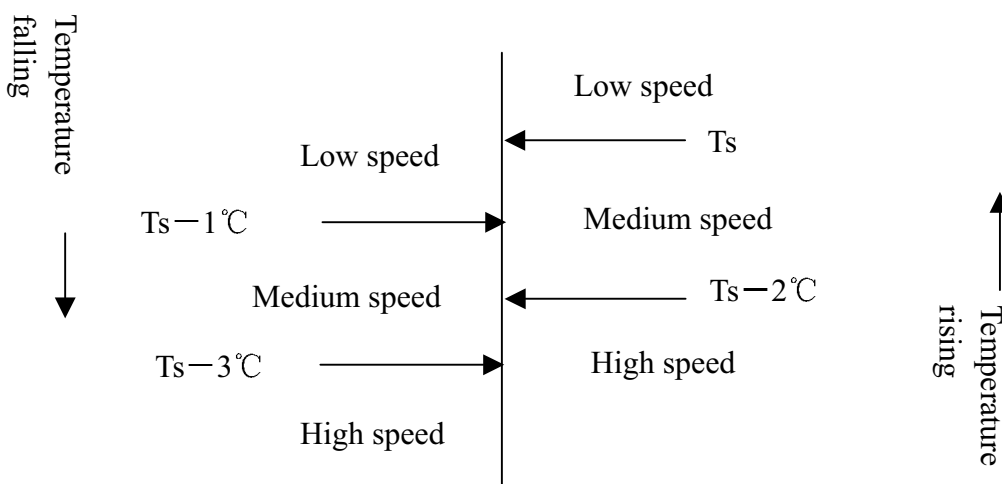 Temperature
falling
Low speed
Ts
Low speed
Ts－1℃
Medium speed
Medium speed
Ts－2℃
Ts－3℃
High speed
High speed
Temperature
rising